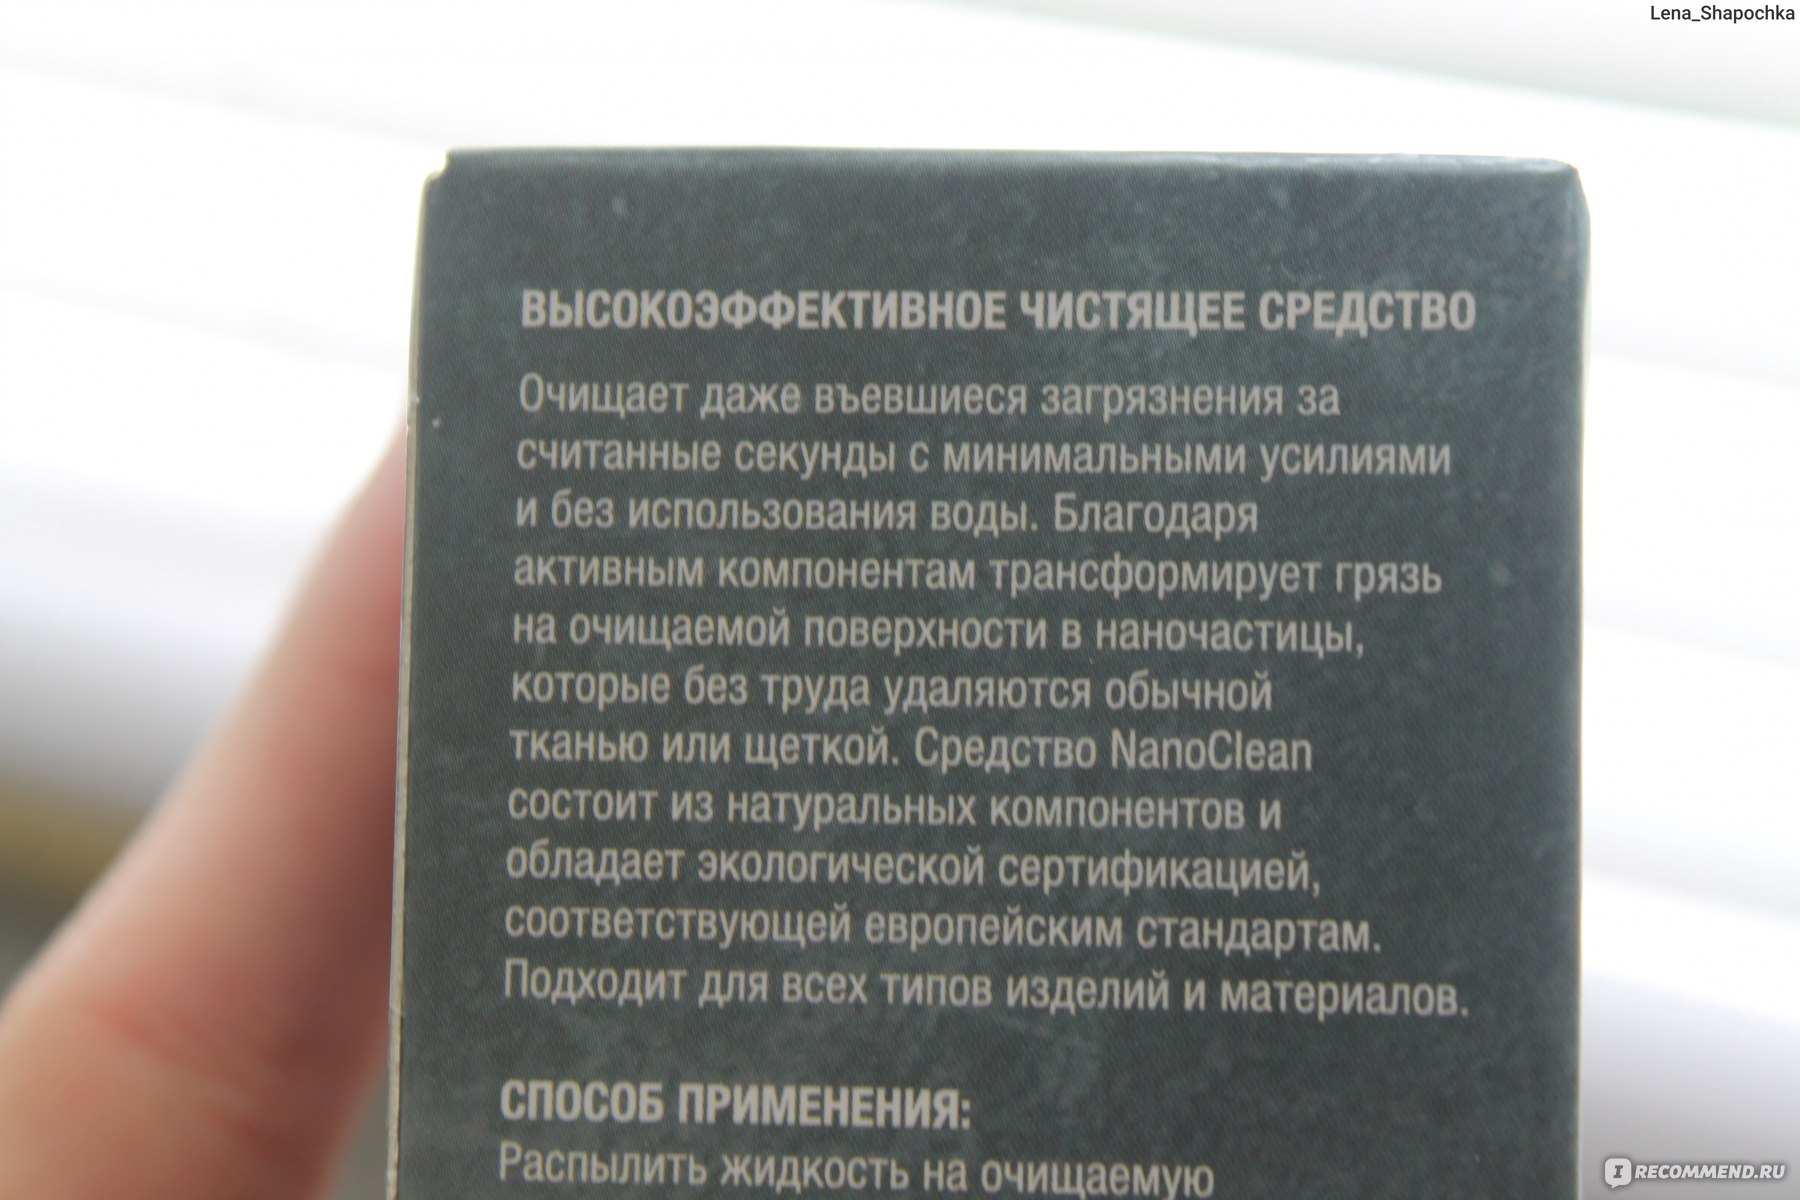 Lena_Shapochka
ВЫСОКОЭФФЕКТИВНОЕ ЧИСТЯЩЕЕ СРЕДСТВО
Очищает даже въевшиеся загрязнения за
считанные секунды с минимальными усилиями
и без использования воды. Благодаря
активным компонентам трансформирует грязь
на очищаемой поверхности в наночастицы,
которые без труда удаляются обычной
тканью или щеткой. Средство NanoClean
состоит из натуральных компонентов и
обладает экологической сертификацией,
соответствующей европейским стандартам.
Подходит для всех типов изделий и материалов.
СПОСОБ ПРИМЕНЕНИЯ:
Распылить жидкость на очищаемую
IRECOMMEND.RU